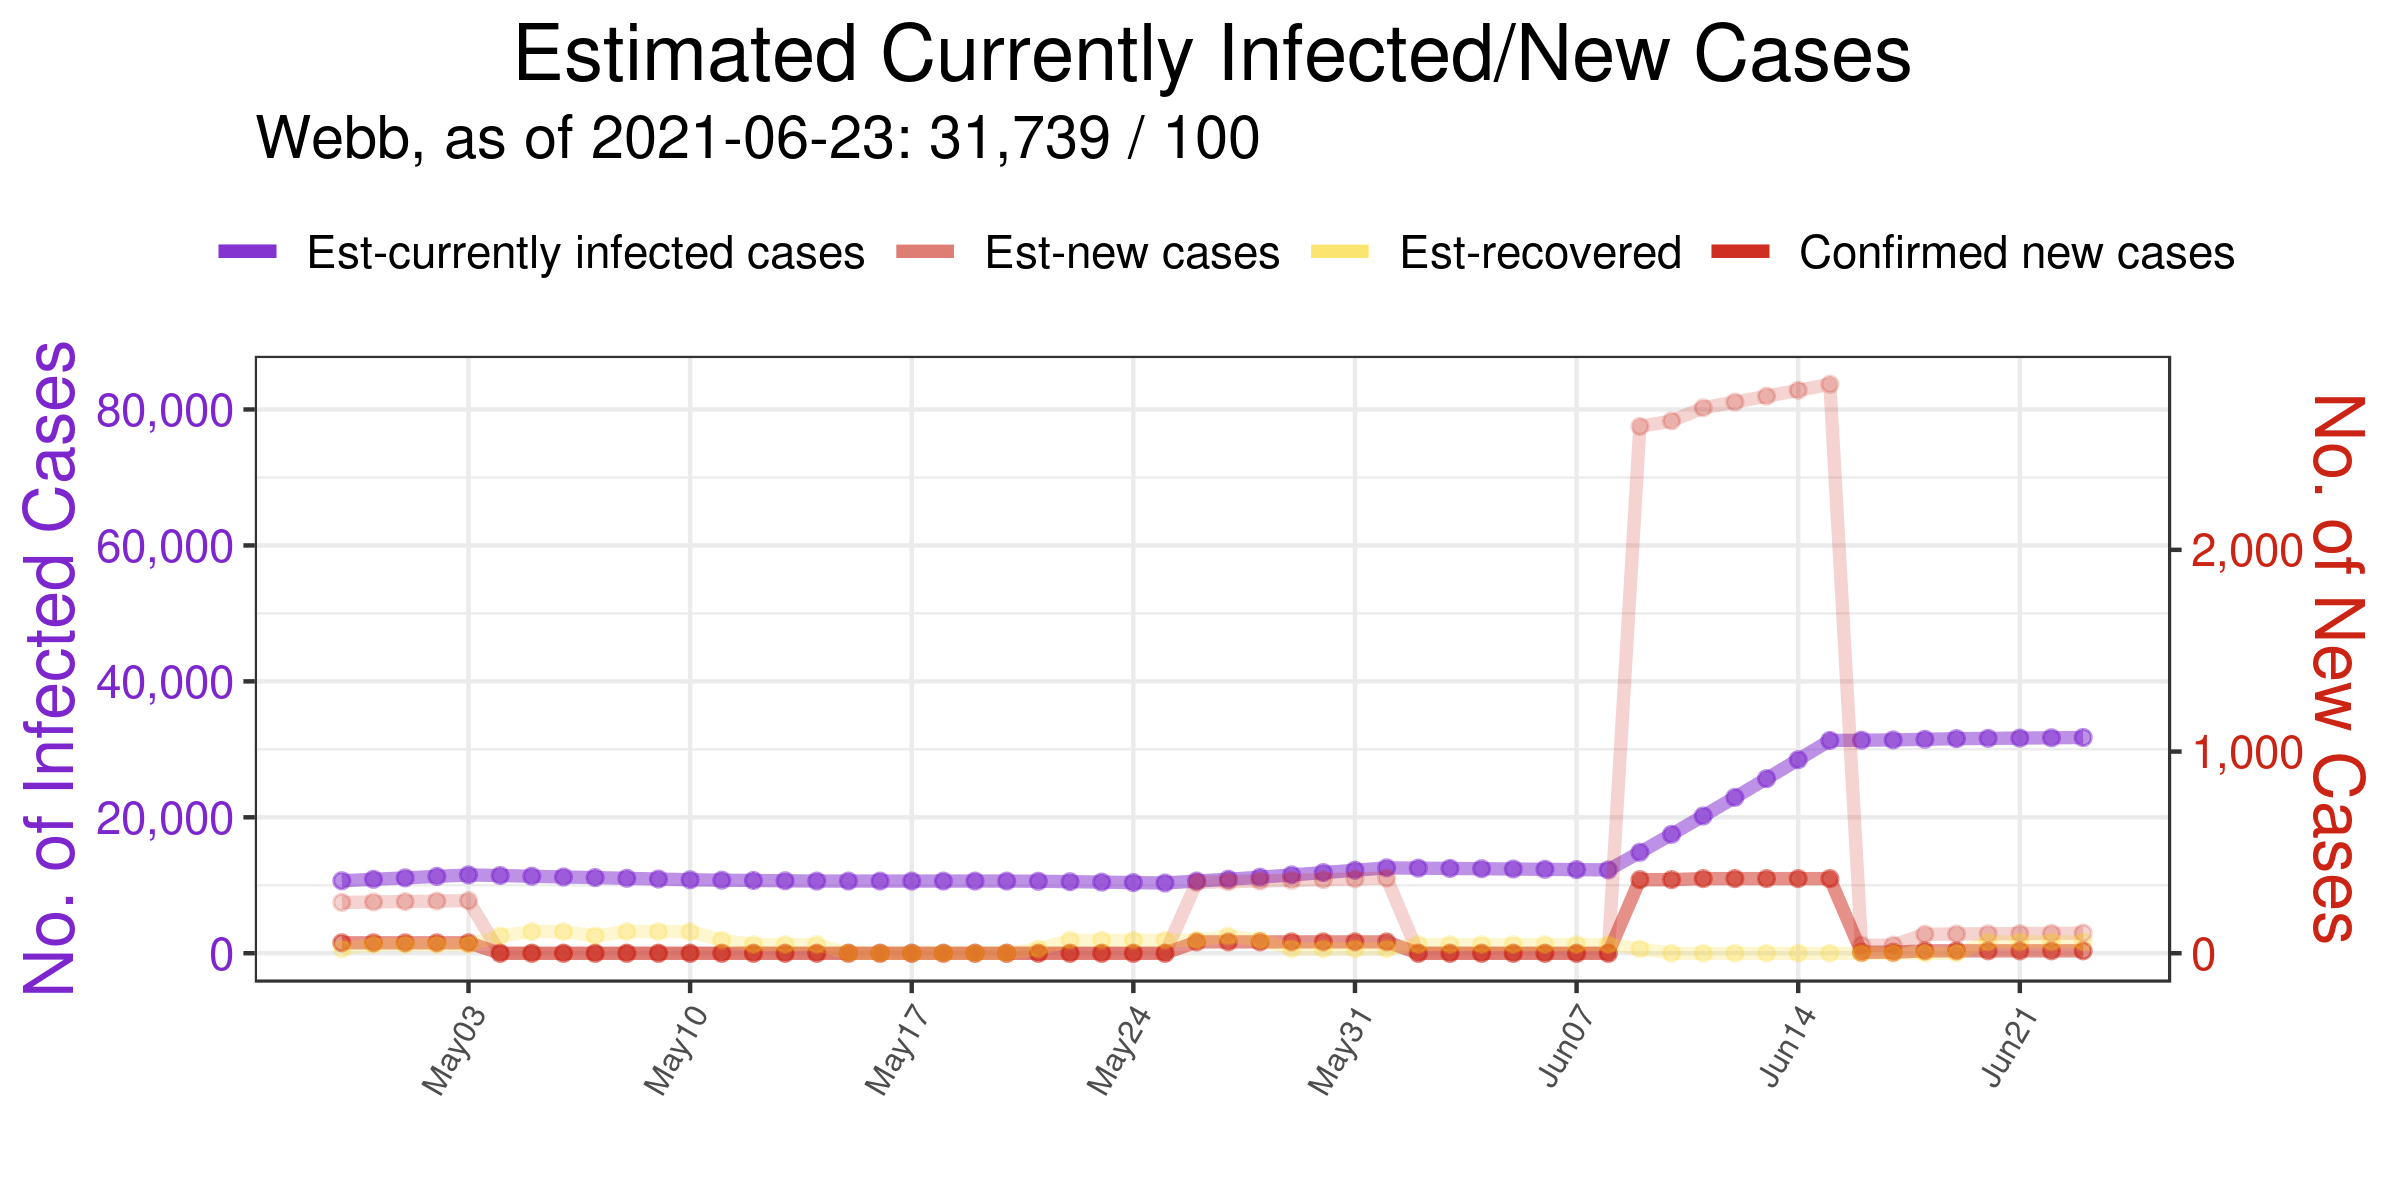 Estimated Currently Infected/New Cases
Webb, as of 2021-06-23: 31,739 / 100
Est-currently infected cases Est-new cases Est-recovered Confirmed new cases
No. of Infected Cases
80,000
60,000
40,000
20,000
0
No. of New Cases
2,000
1,000
0
May03 May10 May17 May24 May31 Jun07 Jun14 Jun21